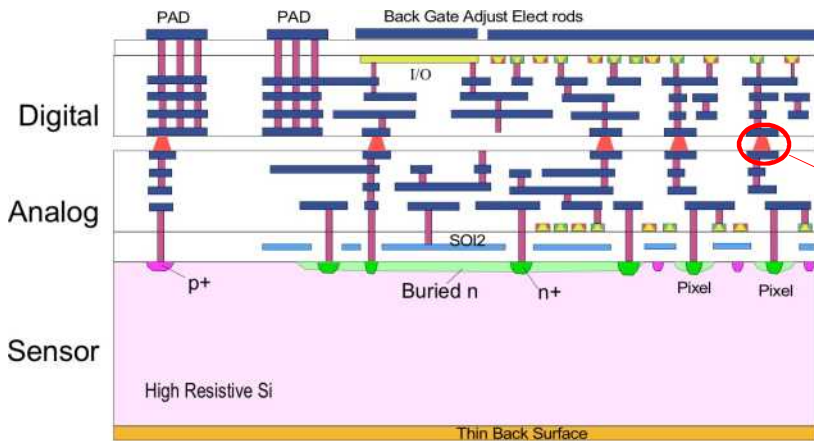 PAD
PAD
Back Gate Adjust Elect rods
I/O
Digital
Analog
SOI2
p+
Buried n
n+
Pixel
Pixel
Sensor
High Resistive Si
Thin Back Surface